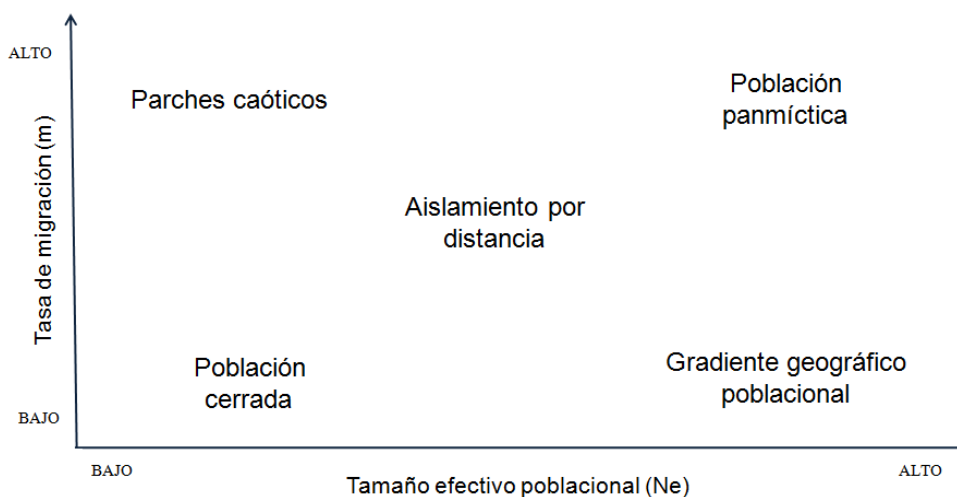 ALTO
Parches caóticos
Población
panmíctica
Aislamiento por
distancia
Tasa de migración (m)
Población
cerrada
Gradiente geográfico
poblacional
BAJO
BAJO
ALTO
Tamaño efectivo poblacional (Ne)